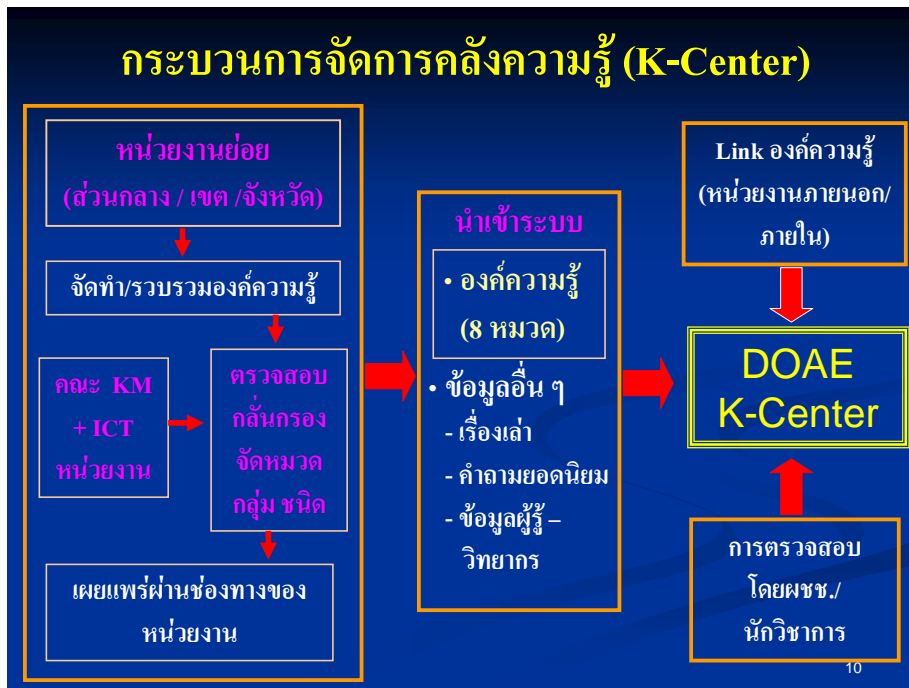 กระบวนการจัดการคลังความรู้ (K-Center)
หน่วยงานย่อย
(ส่วนกลาง / เขต /จังหวัด)
จัดทำ/รวบรวมองค์ความรู้
คณะ KM
+ ICT
หน่วยงาน
ตรวจสอบ
กลั่นกรอง
จัดหมวด
กลุ่ม ชนิด
เผยแพร่ผ่านช่องทางของ
หน่วยงาน
นำเข้าระบบ
• องค์ความรู้
(8 หมวด)
• ข้อมูลอื่น ๆ
- เรื่องเล่า
- คำถามยอดนิยม
- ข้อมูลผู้รู้ –
วิทยากร
Link องค์ความรู้
(หน่วยงานภายนอก/
ภายใน)
DOAE
K-Center
การตรวจสอบ
โดยผชช./
นักวิชาการ
10